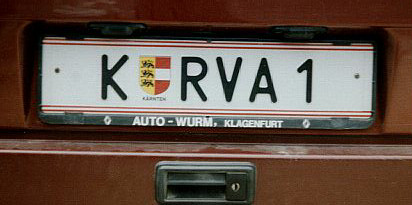 K RVA 1
KÄRNTEN
AUTO - WURM, KLAGENFURT